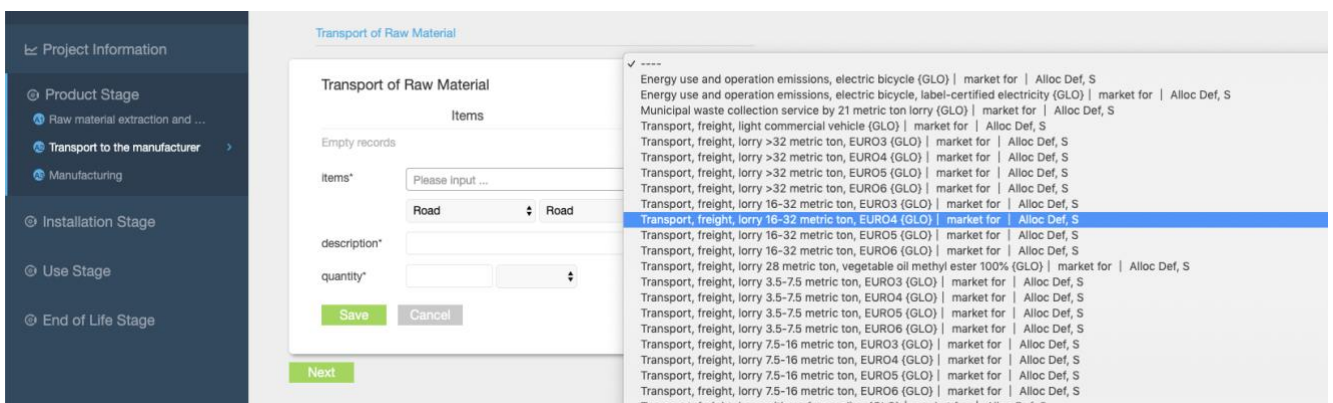 Project Information
Product Stage
A1 Raw material extraction and ...
A2 Transport to the manufacturer
A3 Manufacturing
Installation Stage
Use Stage
End of Life Stage
Transport of Raw Material
Transport of Raw Material
Items
Empty records
items* Please input ...
Road Road
description*
quantity*
Save Cancel
Next
✓ ----
Energy use and operation emissions, electric bicycle {GLO} | market for | Alloc Def, S
Energy use and operation emissions, electric bicycle, label-certified electricity {GLO} | market for | Alloc Def, S
Municipal waste collection service by 21 metric ton lorry {GLO} | market for | Alloc Def, S
Transport, freight, light commercial vehicle {GLO} | market for | Alloc Def, S
Transport, freight, lorry >32 metric ton, EURO3 {GLO} | market for | Alloc Def, S
Transport, freight, lorry >32 metric ton, EURO4 {GLO} | market for | Alloc Def, S
Transport, freight, lorry >32 metric ton, EURO5 {GLO} | market for | Alloc Def, S
Transport, freight, lorry >32 metric ton, EURO6 {GLO} | market for | Alloc Def, S
Transport, freight, lorry 16-32 metric ton, EURO3 {GLO} | market for | Alloc Def, S
Transport, freight, lorry 16-32 metric ton, EURO4 {GLO} | market for | Alloc Def, S
Transport, freight, lorry 16-32 metric ton, EURO5 {GLO} | market for | Alloc Def, S
Transport, freight, lorry 16-32 metric ton, EURO6 {GLO} | market for | Alloc Def, S
Transport, freight, lorry 28 metric ton, vegetable oil methyl ester 100% {GLO} | market for | Alloc Def, S
Transport, freight, lorry 3.5-7.5 metric ton, EURO3 {GLO} | market for | Alloc Def, S
Transport, freight, lorry 3.5-7.5 metric ton, EURO4 {GLO} | market for | Alloc Def, S
Transport, freight, lorry 3.5-7.5 metric ton, EURO5 {GLO} | market for | Alloc Def, S
Transport, freight, lorry 3.5-7.5 metric ton, EURO6 {GLO} | market for | Alloc Def, S
Transport, freight, lorry 7.5-16 metric ton, EURO3 {GLO} | market for | Alloc Def, S
Transport, freight, lorry 7.5-16 metric ton, EURO4 {GLO} | market for | Alloc Def, S
Transport, freight, lorry 7.5-16 metric ton, EURO5 {GLO} | market for | Alloc Def, S
Transport, freight, lorry 7.5-16 metric ton, EURO6 {GLO} | market for | Alloc Def, S